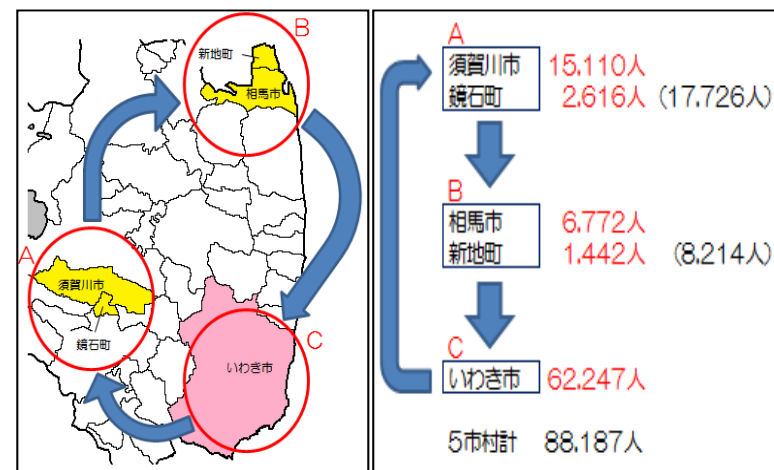 B
新地町
相馬市
A
須賀川市
鏡石町
C
いわき市
A
須賀川市 15.110人
鏡石町 2.616人 (17.726人)
B
相馬市 6.772人
新地町 1.442人 (8.214人)
C
いわき市 62.247人
5市村計 88.187人